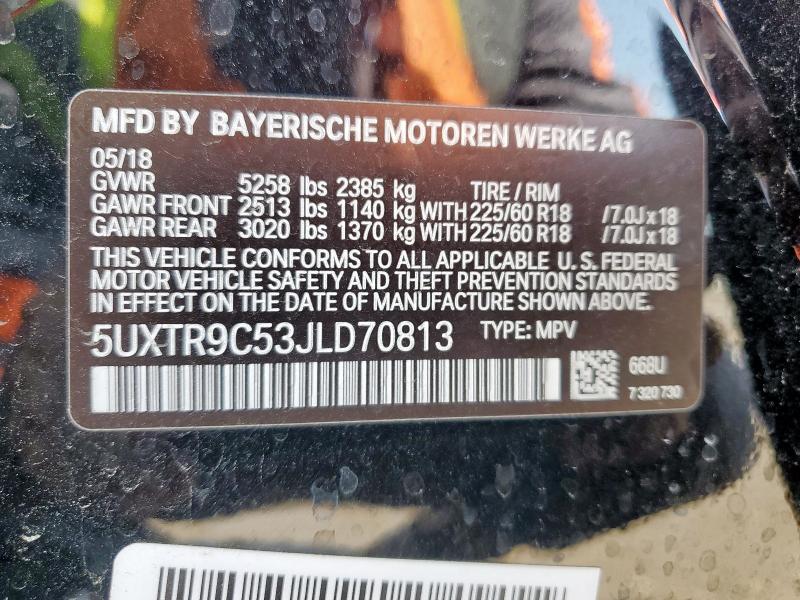 MFD BY BAYERISCHE MOTOREN WERKE AG
05/18
GVWR 5258 lbs 2385 kg TIRE / RIM
GAWR FRONT 2513 lbs 1140 kg WITH 225/60 R18 /7.0J x 18
GAWR REAR 3020 lbs 1370 kg WITH 225/60 R18 /7.0J x 18
THIS VEHICLE CONFORMS TO ALL APPLICABLE U. S. FEDERAL
MOTOR VEHICLE SAFETY AND THEFT PREVENTION STANDARDS
IN EFFECT ON THE DATE OF MANUFACTURE SHOWN ABOVE.
5UXTR9C53JLD70813 TYPE: MPV
668U
7 320 730